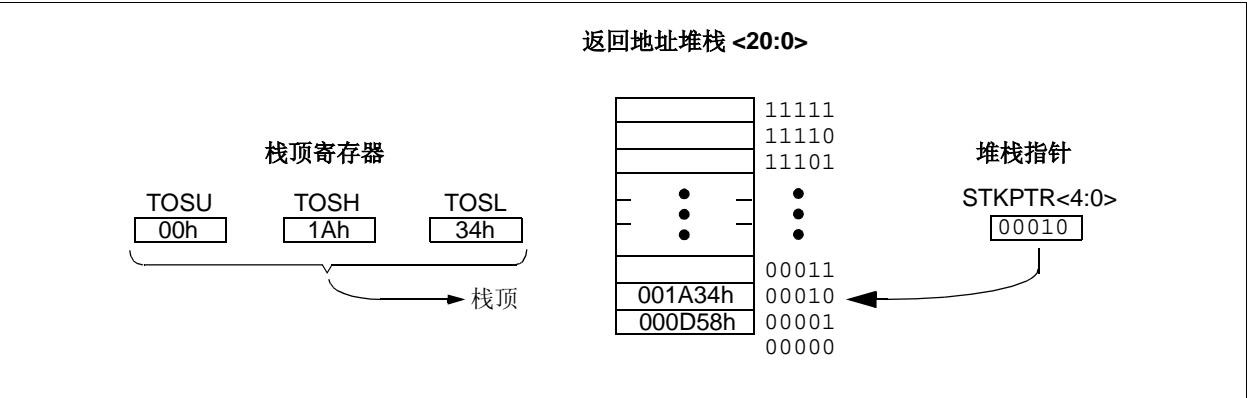 返回地址堆栈 <20:0>
11111
11110
11101
栈顶寄存器
堆栈指针
TOSU TOSH TOSL
00h 1Ah 34h
STKPTR<4:0>
00010
00011
栈顶
001A34h 00010
000D58h 00001
00000